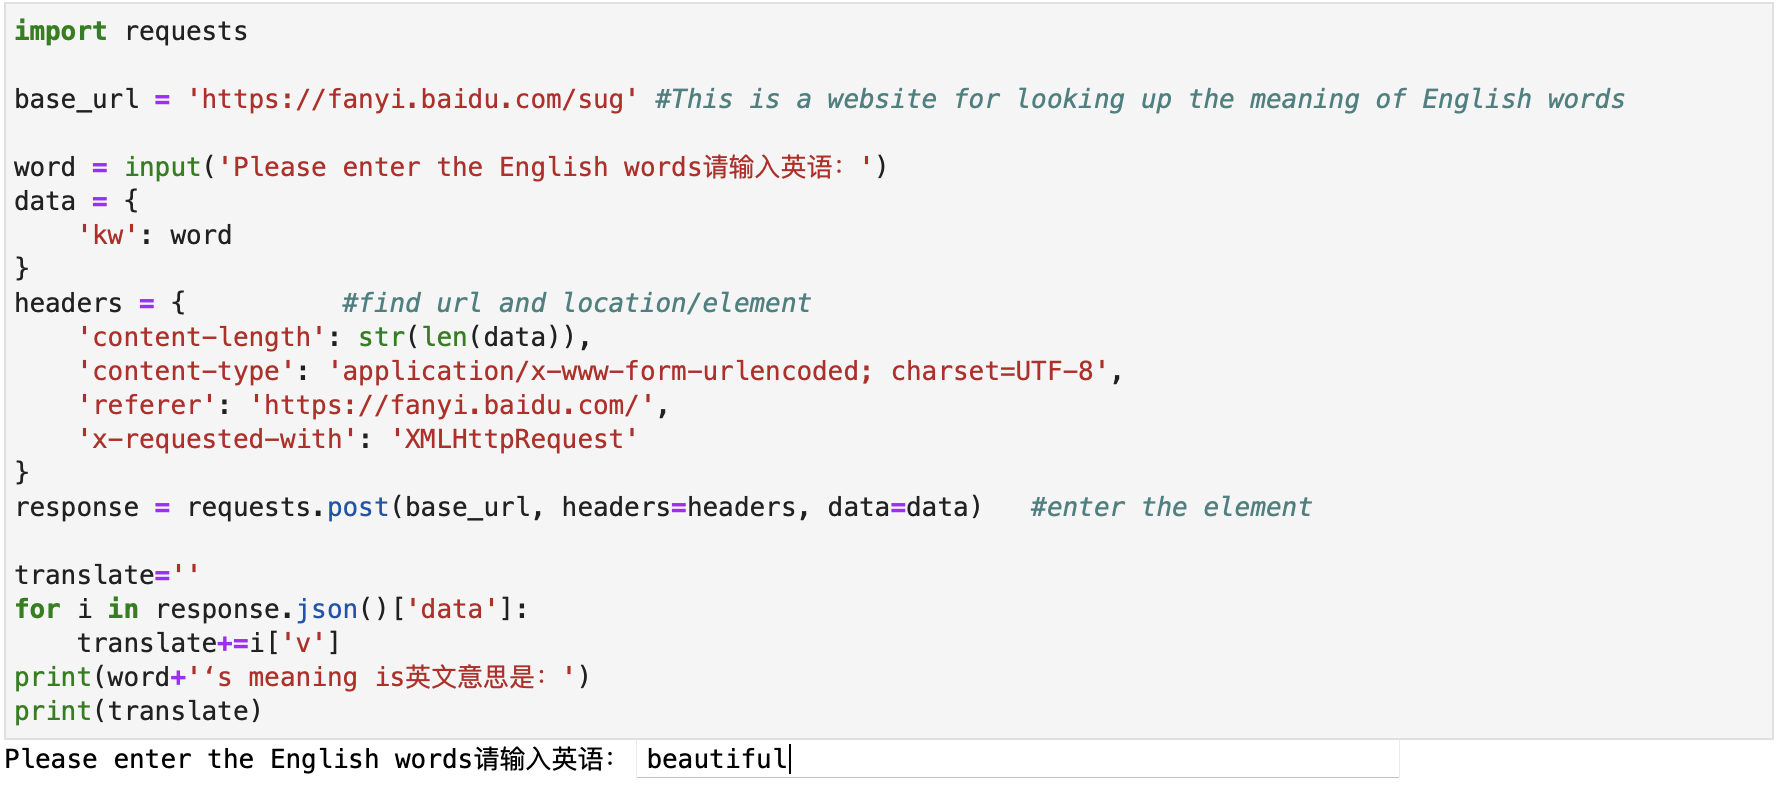 import requests
base_url = 'https://fanyi.baidu.com/sug' #This is a website for looking up the meaning of English words
word = input('Please enter the English words请输入英语：')
data = {
    'kw': word
}
headers = {          #find url and location/element
    'content-length': str(len(data)),
    'content-type': 'application/x-www-form-urlencoded; charset=UTF-8',
    'referer': 'https://fanyi.baidu.com/',
    'x-requested-with': 'XMLHttpRequest'
}
response = requests.post(base_url, headers=headers, data=data)   #enter the element
translate=''
for i in response.json()['data']:
    translate+=i['v']
print(word+'‘s meaning is英文意思是：')
print(translate)
Please enter the English words请输入英语： beautiful